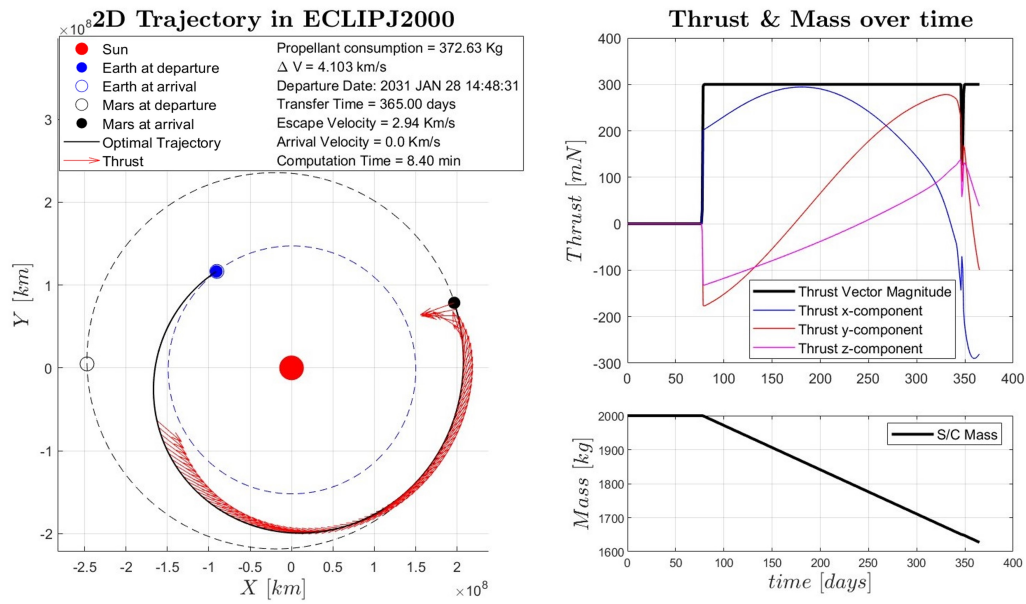 2D Trajectory in ECLIPJ2000
×10⁸
Sun
Earth at departure
Earth at arrival
Mars at departure
Mars at arrival
Optimal Trajectory
Thrust
Propellant consumption = 372.63 Kg
Δ V = 4.103 km/s
Departure Date: 2031 JAN 28 14:48:31
Transfer Time = 365.00 days
Escape Velocity = 2.94 Km/s
Arrival Velocity = 0.0 Km/s
Computation Time = 8.40 min
3
2
1
0
-1
-2
Y [km]
-2.5 -2 -1.5 -1 -0.5 0 0.5 1 1.5 2
X [km]
×10⁸
Thrust & Mass over time
400
300
200
100
0
-100
-200
-300
Thrust [mN]
Thrust Vector Magnitude
Thrust x-component
Thrust y-component
Thrust z-component
0 50 100 150 200 250 300 350 400
2000
1900
1800
1700
1600
Mass [kg]
S/C Mass
0 50 100 150 200 250 300 350 400
time [days]